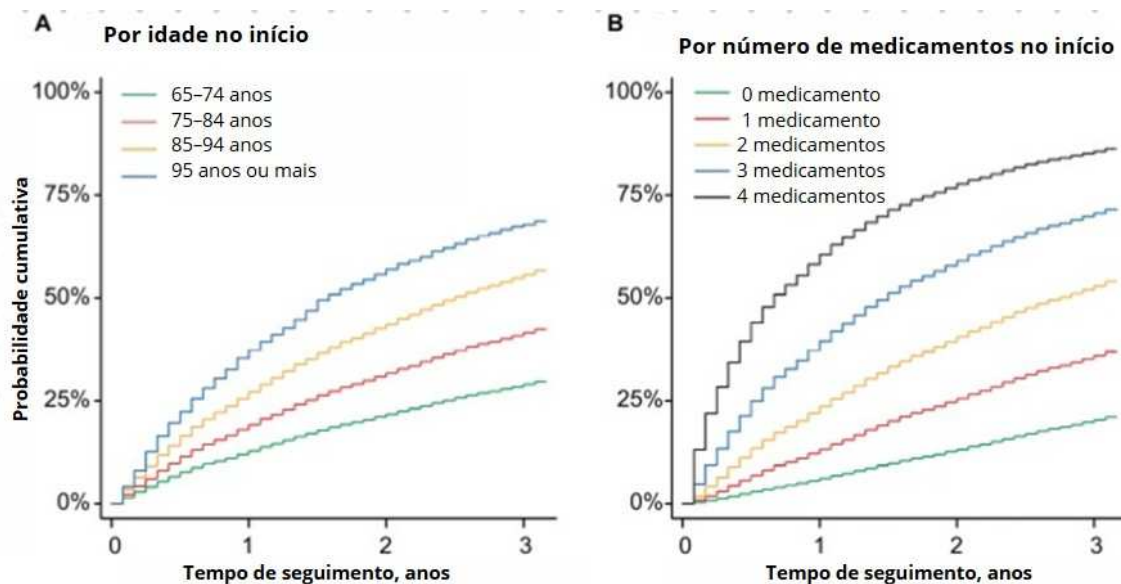 A
Por idade no início
100%
75%
50%
25%
0%
65–74 anos
75–84 anos
85–94 anos
95 anos ou mais
Probabilidade cumulativa
0 1 2 3
Tempo de seguimento, anos
B
Por número de medicamentos no início
100%
75%
50%
25%
0%
0 medicamento
1 medicamento
2 medicamentos
3 medicamentos
4 medicamentos
0 1 2 3
Tempo de seguimento, anos